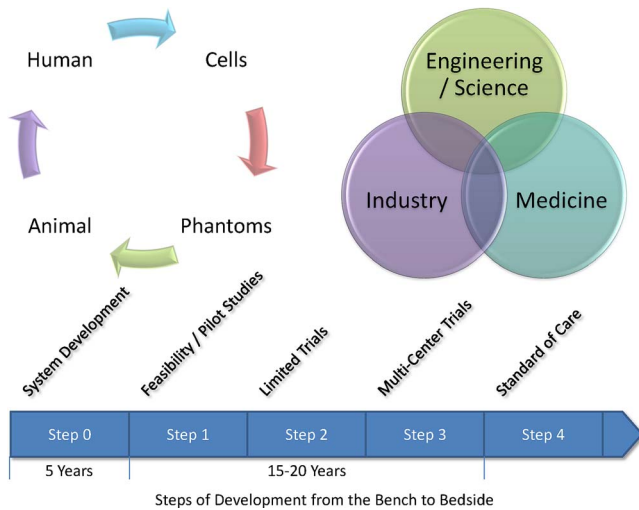 Human
Cells
Animal
Phantoms
Engineering
/ Science
Industry
Medicine
System Development
Feasibility / Pilot Studies
Limited Trials
Multi-Center Trials
Standard of Care
Step 0
Step 1
Step 2
Step 3
Step 4
5 Years
15-20 Years
Steps of Development from the Bench to Bedside